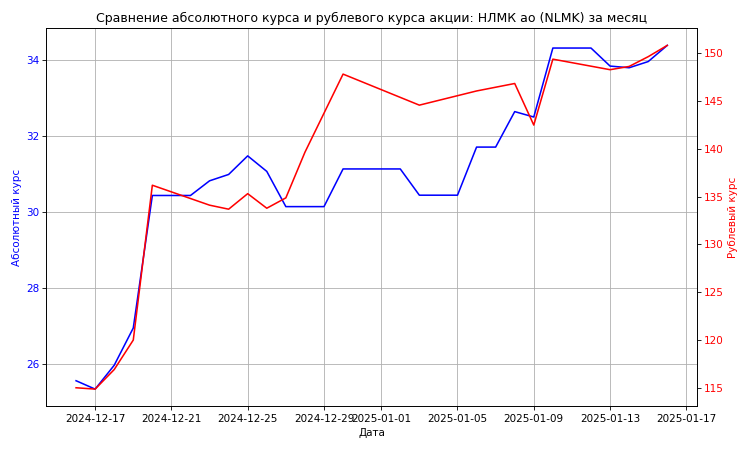 Сравнение абсолютного курса и рублевого курса акции: НЛМК ао (NLMK) за месяц
Абсолютный курс
34
32
30
28
26
150
145
140
135
130
125
120
115
Рублевый курс
2024-12-17 2024-12-21 2024-12-25 2024-12-29 2025-01-01 2025-01-05 2025-01-09 2025-01-13 2025-01-17
Дата